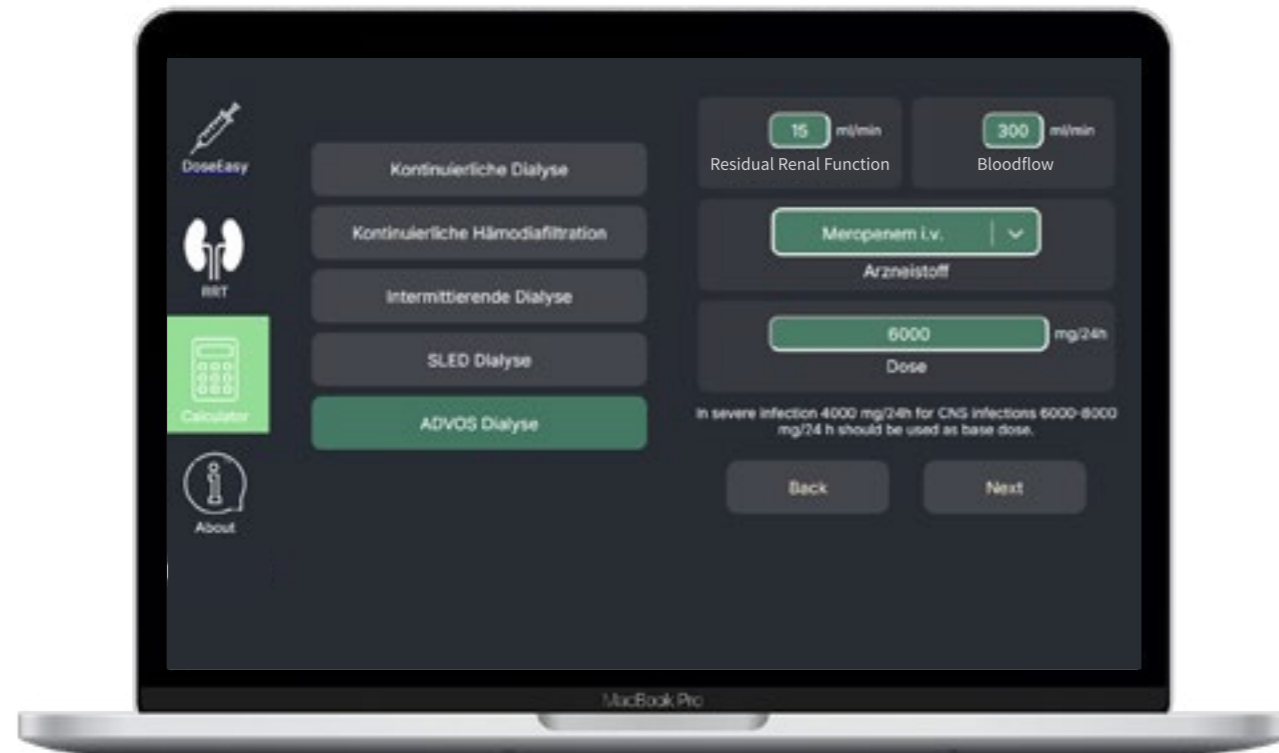 DoseEasy
RRT
Calculator
About
Kontinuierliche Dialyse
Kontinuierliche Hämodiafiltration
Intermittierende Dialyse
SLED Dialyse
ADVOS Dialyse
15 ml/min
Residual Renal Function
300 ml/min
Bloodflow
Meropenem i.v.
Arzneistoff
6000 mg/24h
Dose
In severe infection 4000 mg/24h for CNS infections 6000-8000
mg/24 h should be used as base dose.
Back
Next
MacBook Pro